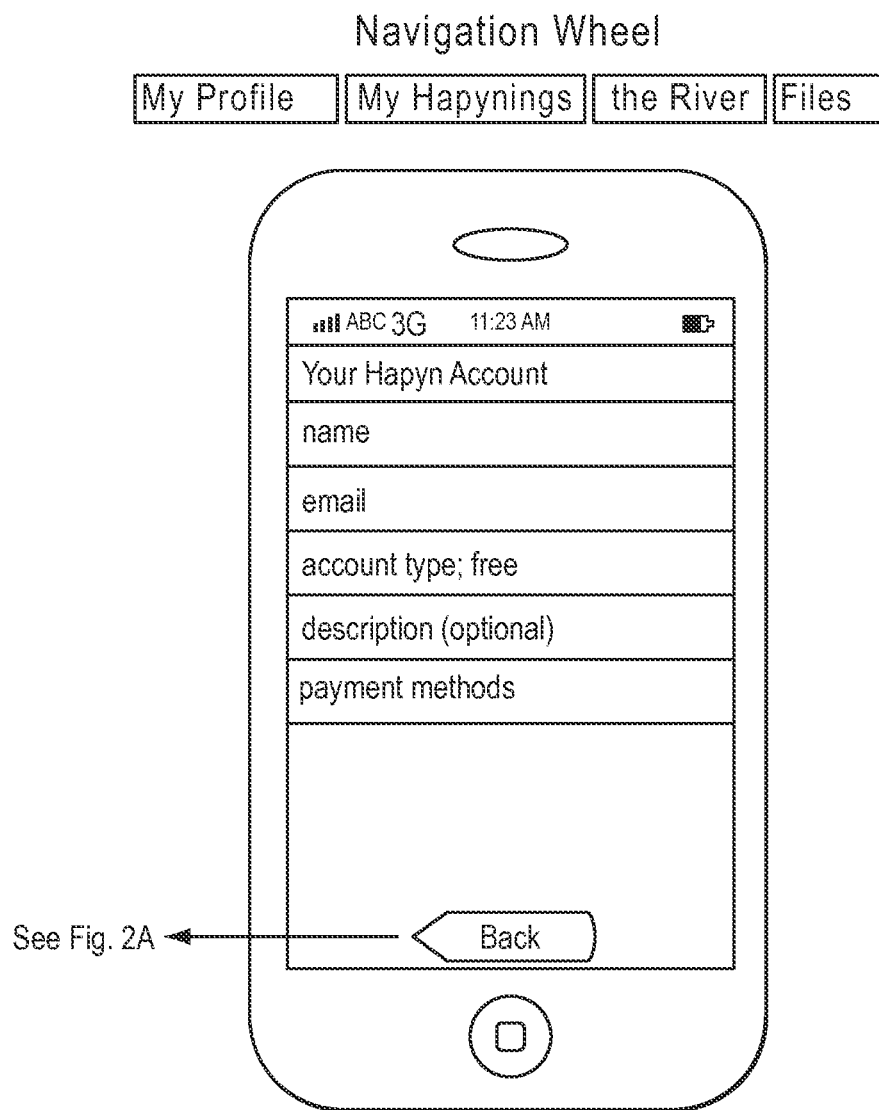 Navigation Wheel
My Profile My Hapynings the River Files
ABC 3G 11:23 AM
Your Hapyn Account
name
email
account type; free
description (optional)
payment methods
See Fig. 2A Back